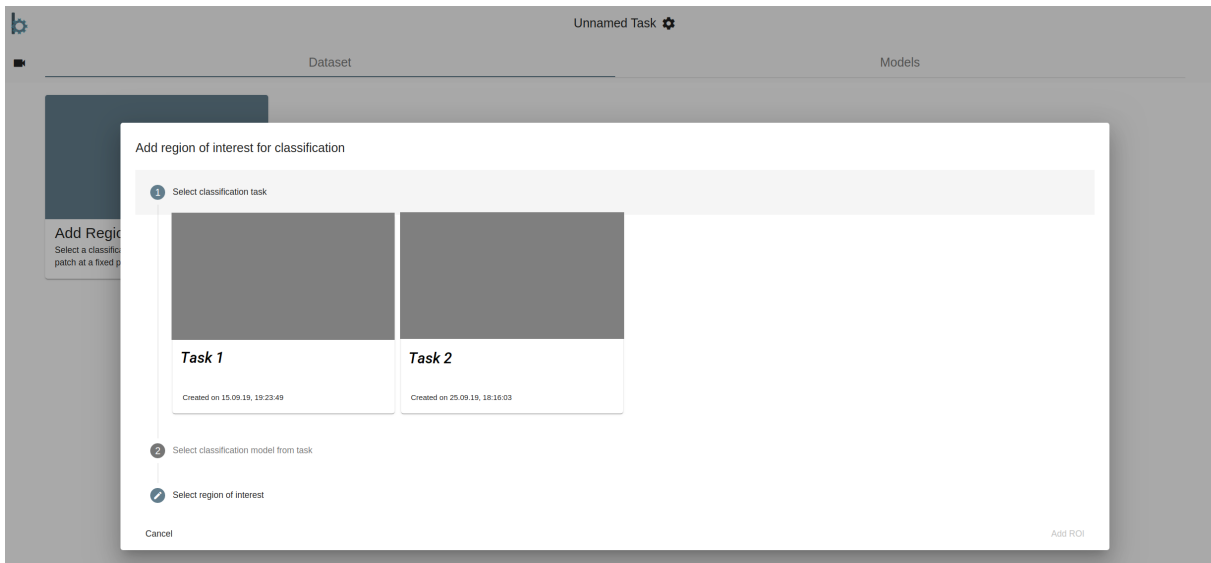 Unnamed Task
Dataset
Models
Add region of interest for classification
1 Select classification task
Add Regio
Select a classifica
patch at a fixed p
Task 1
Task 2
Created on 15.09.19, 19:23:49
Created on 25.09.19, 18:16:03
2 Select classification model from task
Select region of interest
Cancel
Add ROI